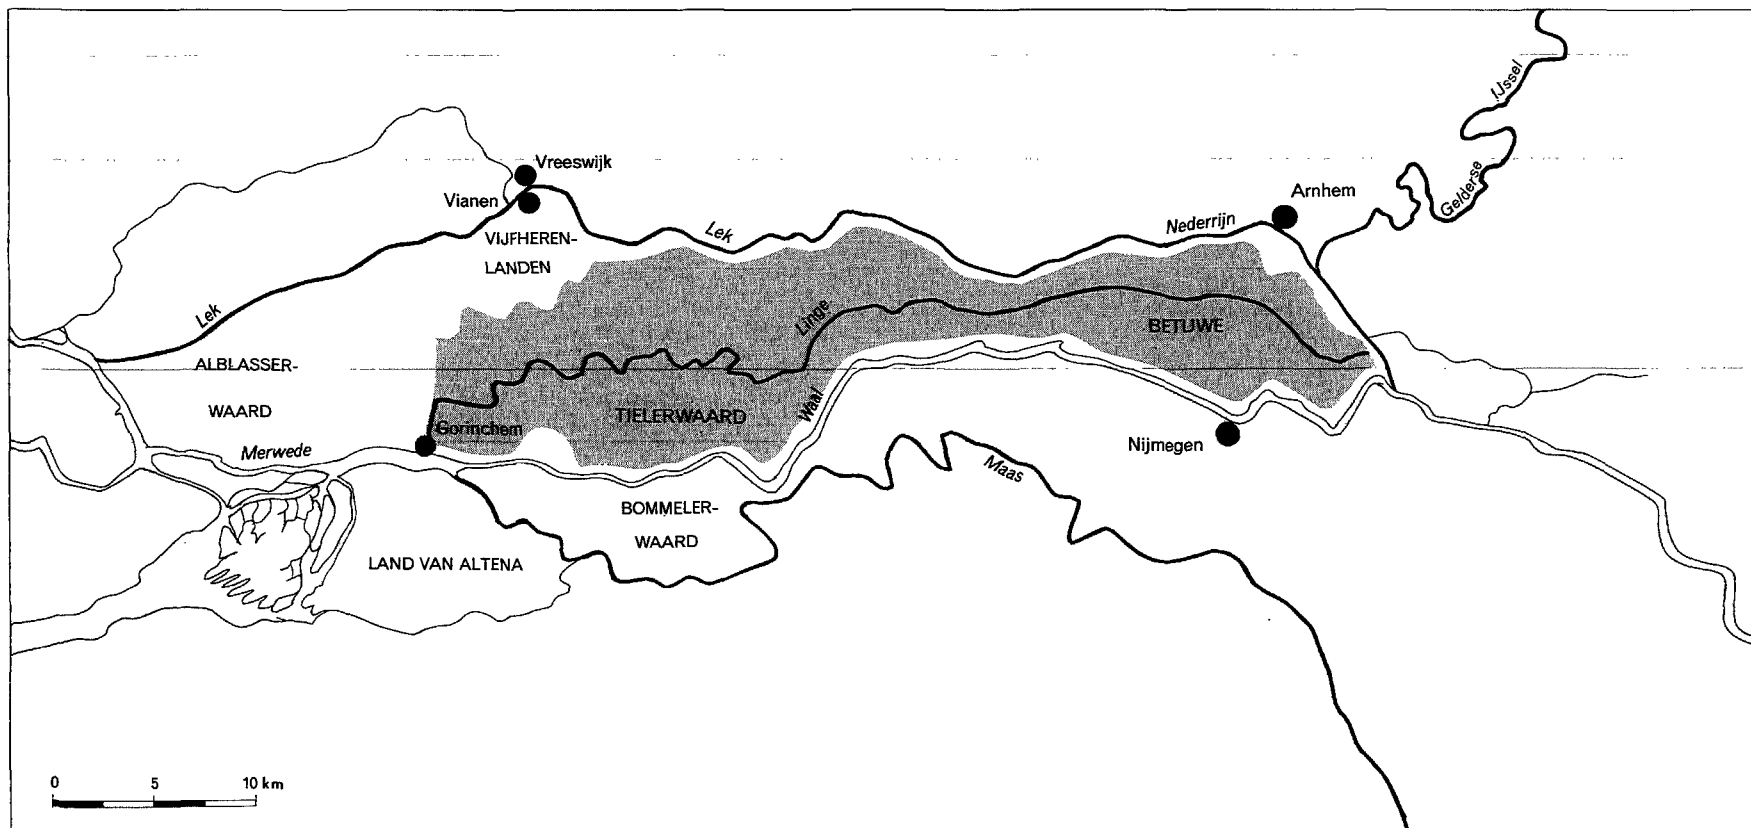 IJssel
Vreeswijk
Gelderse
Arnhem
Vianen
Nederrijn
Lek
VIJFHEREN-
LANDEN
Lek
Linge
BETUWE
ALBLASSER-
WAARD
Waal
TIELERWAARD
Gorinchem
Merwede
Nijmegen
Maas
BOMMELER-
WAARD
LAND VAN ALTENA
0 5 10 km